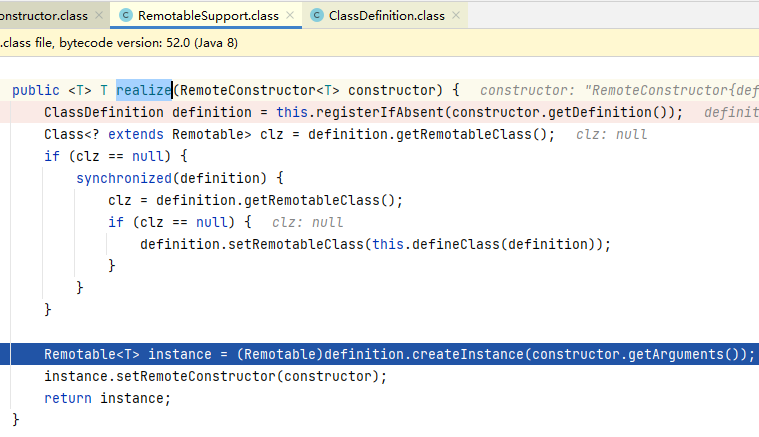 onstructor.class RemotableSupport.class ClassDefinition.class
.class file, bytecode version: 52.0 (Java 8)
public <T> T realize(RemoteConstructor<T> constructor) { constructor: "RemoteConstructor{def
ClassDefinition definition = this.registerIfAbsent(constructor.getDefinition()); definit
Class<? extends Remotable> clz = definition.getRemotableClass(); clz: null
if (clz == null) {
synchronized(definition) {
clz = definition.getRemotableClass();
if (clz == null) { clz: null
definition.setRemotableClass(this.defineClass(definition));
}
}
}
Remotable<T> instance = (Remotable)definition.createInstance(constructor.getArguments());
instance.setRemoteConstructor(constructor);
return instance;
}